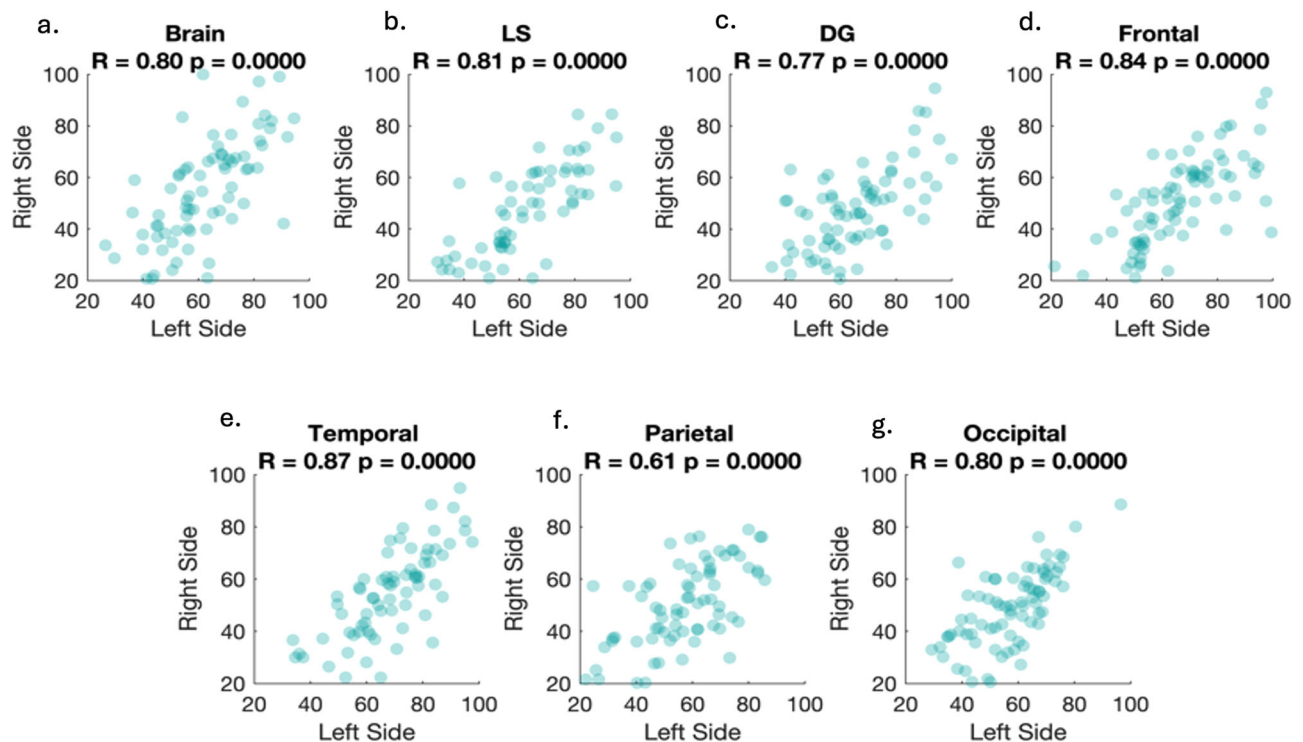 a.
Brain
R = 0.80 p = 0.0000
100
80
60
40
20
Right Side
20 40 60 80 100
Left Side
b.
LS
R = 0.81 p = 0.0000
100
80
60
40
20
Right Side
20 40 60 80 100
Left Side
c.
DG
R = 0.77 p = 0.0000
100
80
60
40
20
Right Side
20 40 60 80 100
Left Side
d.
Frontal
R = 0.84 p = 0.0000
100
80
60
40
20
Right Side
20 40 60 80 100
Left Side
e.
Temporal
R = 0.87 p = 0.0000
100
80
60
40
20
Right Side
20 40 60 80 100
Left Side
f.
Parietal
R = 0.61 p = 0.0000
100
80
60
40
20
Right Side
20 40 60 80 100
Left Side
g.
Occipital
R = 0.80 p = 0.0000
100
80
60
40
20
Right Side
20 40 60 80 100
Left Side